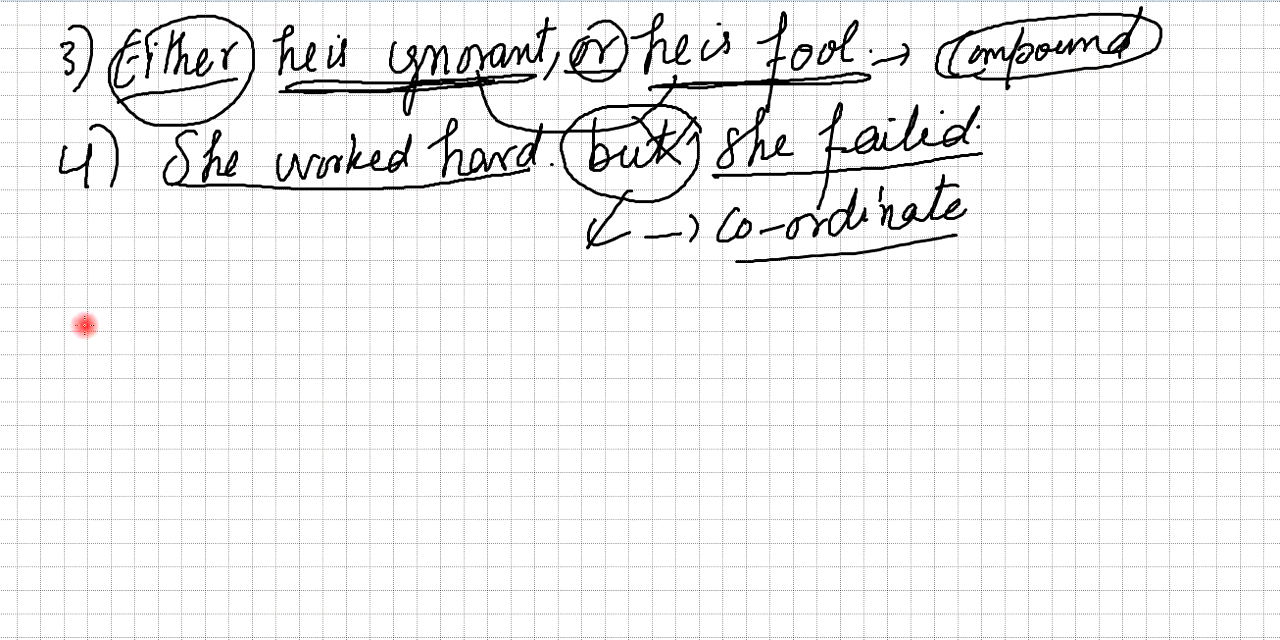 3) Either he is ignorant, or he is fool. → Compound
4) She worked hard. but she failed.
→ Co-ordinate